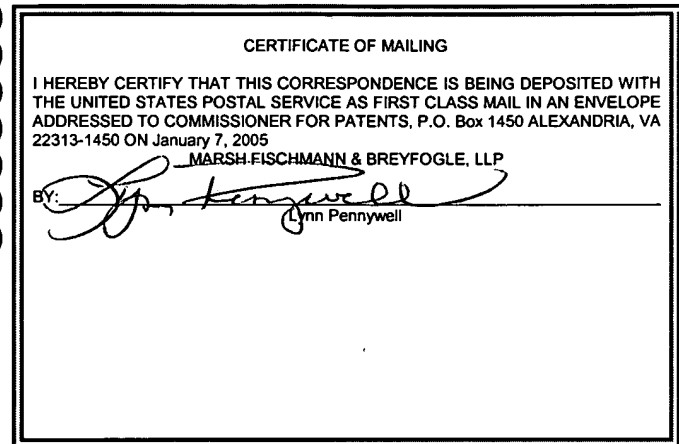 CERTIFICATE OF MAILING
I HEREBY CERTIFY THAT THIS CORRESPONDENCE IS BEING DEPOSITED WITH
THE UNITED STATES POSTAL SERVICE AS FIRST CLASS MAIL IN AN ENVELOPE
ADDRESSED TO COMMISSIONER FOR PATENTS, P.O. Box 1450 ALEXANDRIA, VA
22313-1450 ON January 7, 2005
MARSH FISCHMANN & BREYFOGLE, LLP
BY: Lynn Pennywell
Lynn Pennywell